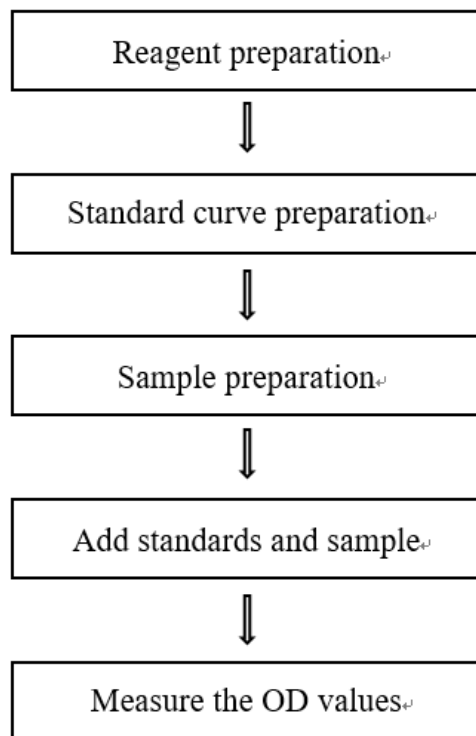 Reagent preparation
Standard curve preparation
Sample preparation
Add standards and sample
Measure the OD values